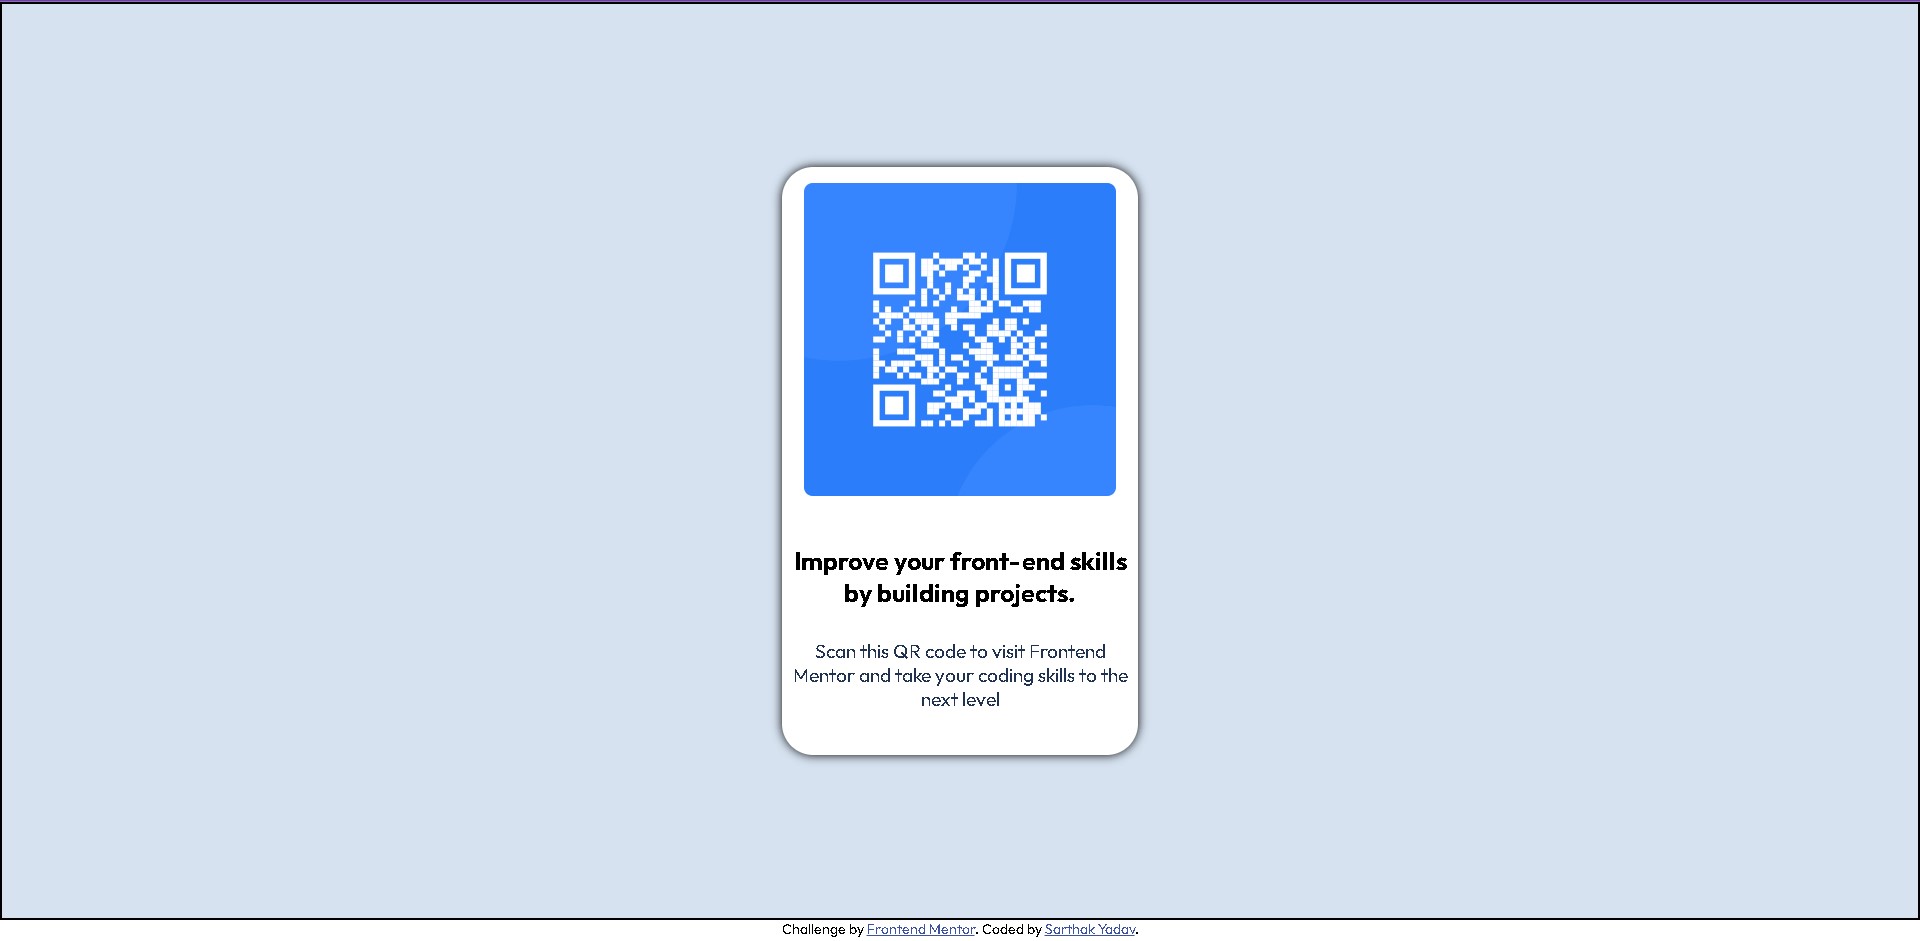 Improve your front-end skills
by building projects.
Scan this QR code to visit Frontend
Mentor and take your coding skills to the
next level
Challenge by Frontend Mentor. Coded by Sarthak Yadav.